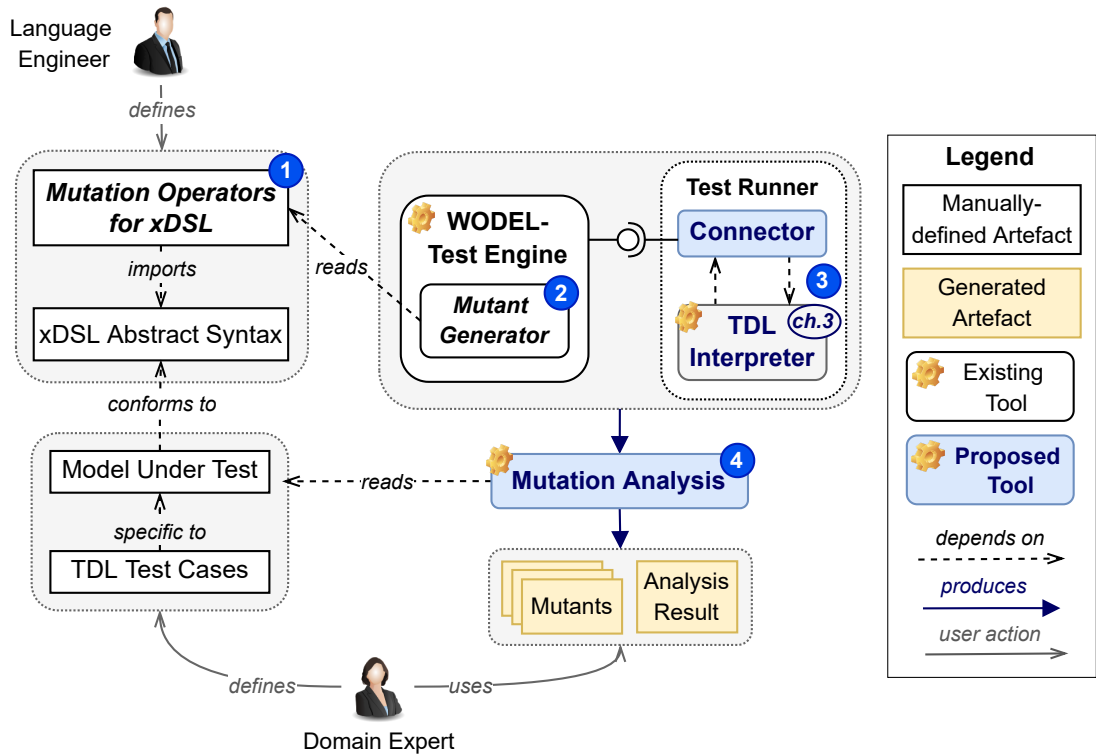 Language
Engineer
defines
1
Mutation Operators
for xDSL
imports
xDSL Abstract Syntax
reads
WODEL-
Test Engine
2
Mutant
Generator
Test Runner
Connector
3
TDL
Interpreter
ch.3
conforms to
Model Under Test
specific to
TDL Test Cases
reads
Mutation Analysis
4
Mutants
Analysis
Result
defines
uses
Domain Expert
Legend
Manually-
defined Artefact
Generated
Artefact
Existing
Tool
Proposed
Tool
depends on
produces
user action